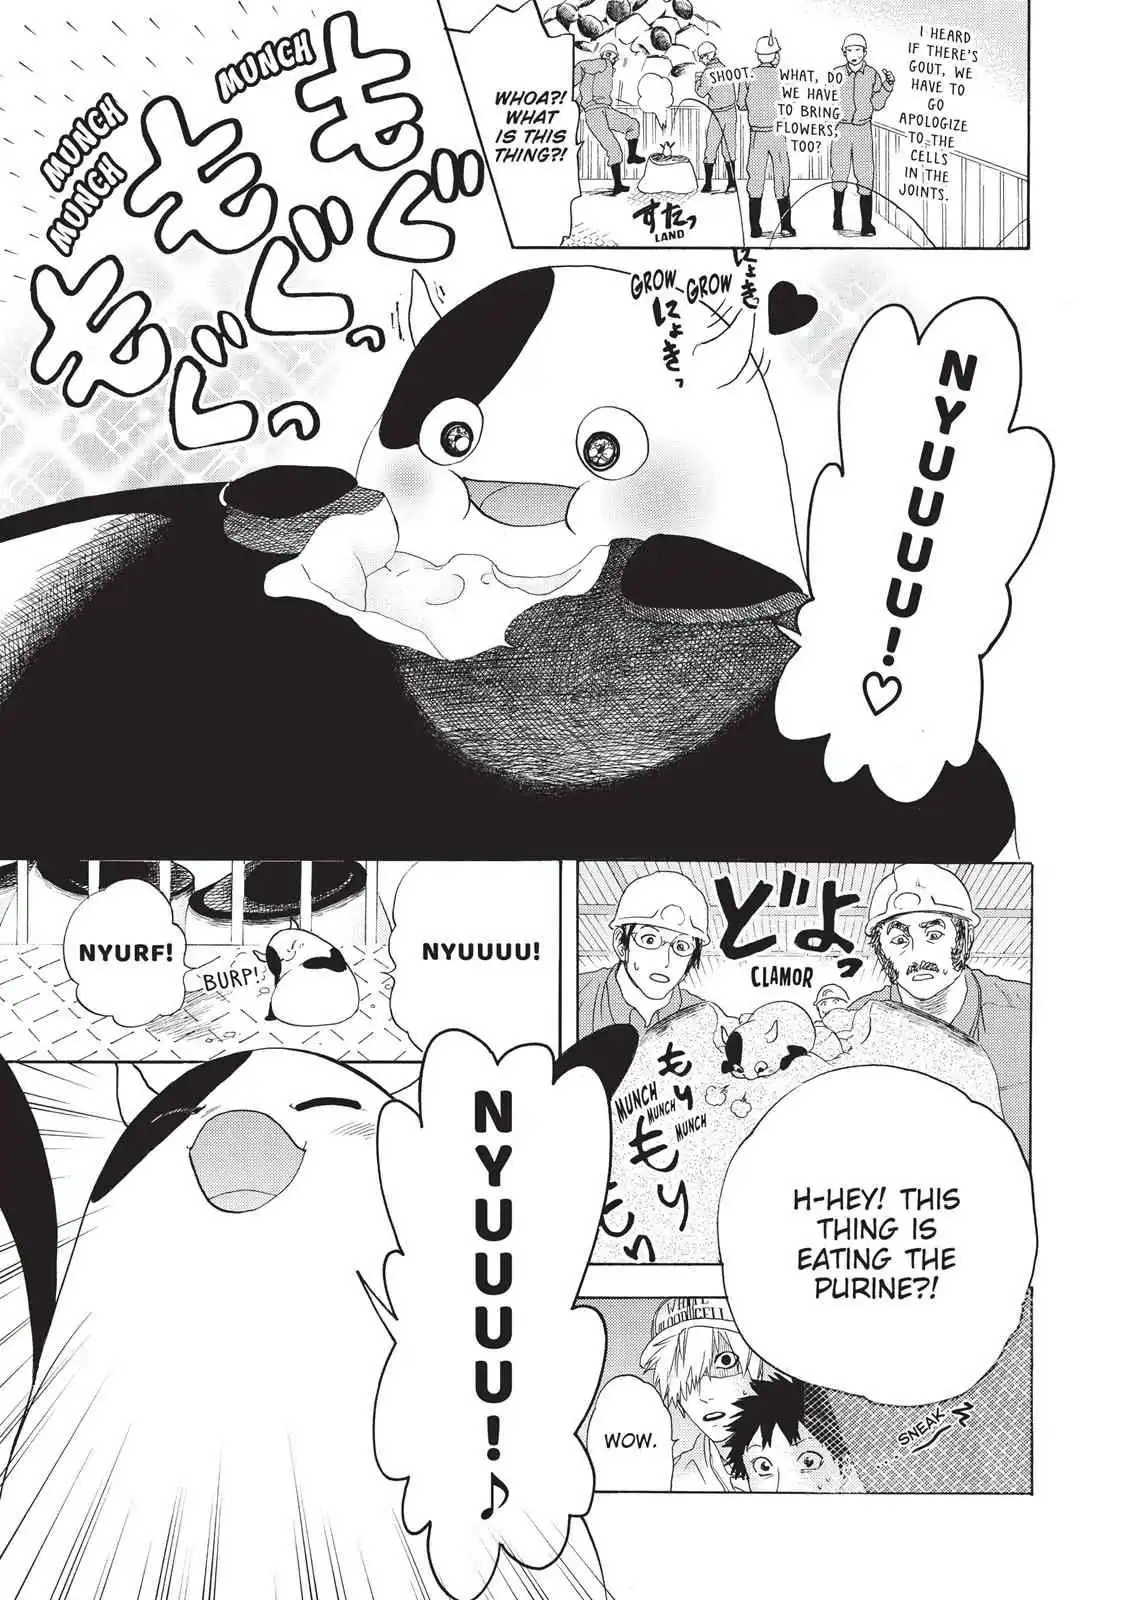 I HEARD
IF THERE'S
GOUT, WE
HAVE TO
GO
APOLOGIZE
TO THE
CELLS
IN THE
JOINTS.
WHAT, DO
WE HAVE
TO BRING
FLOWERS,
TOO?
SHOOT.
WHOA?!
WHAT
IS THIS
THING?!
すたっ
LAND
にょき
GROW
にょきっ
GROW
もぐ
もぐ
もぐっ
MUNCH
MUNCH
MUNCH
NYUUUU!♡
どよっ
CLAMOR
もり
もり
もり
MUNCH
MUNCH
MUNCH
H-HEY! THIS
THING IS
EATING THE
PURINE?!
WHITE
BLOOD CELL
SNEAK
WOW.
NYUUUU!
BURP!
NYURF!
NYUUUU!♪